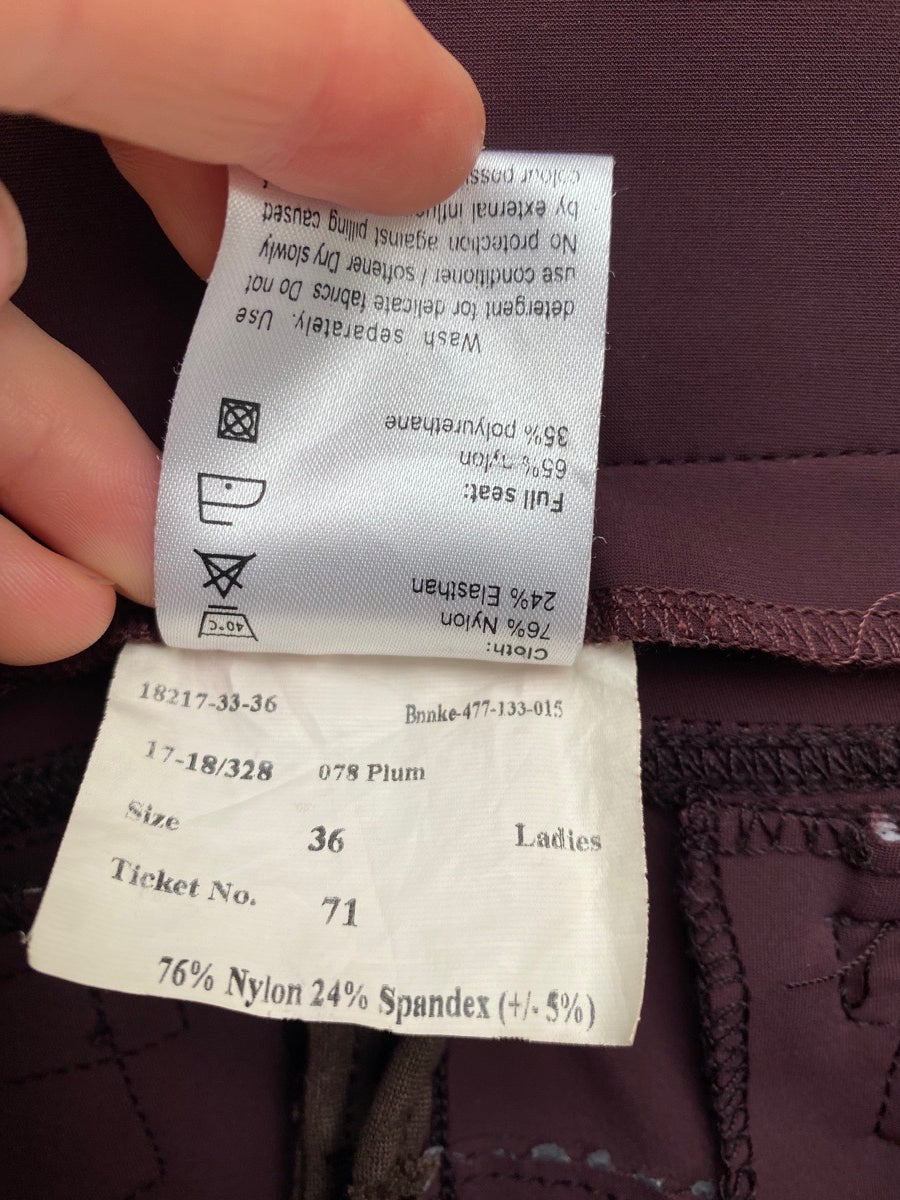 Cloth:
76% Nylon
24% Elasthan
Full seat:
65% nylon
35% polyurethane
Wash separately. Use
detergent for delicate fabrics Do not
use conditioner / softener Dry slowly
No protection against pilling caused
by external
colour
40°C
18217-33-36
Bnnke-477-133-015
17-18/328 078 Plum
Size 36 Ladies
Ticket No. 71
76% Nylon 24% Spandex (+/- 5%)